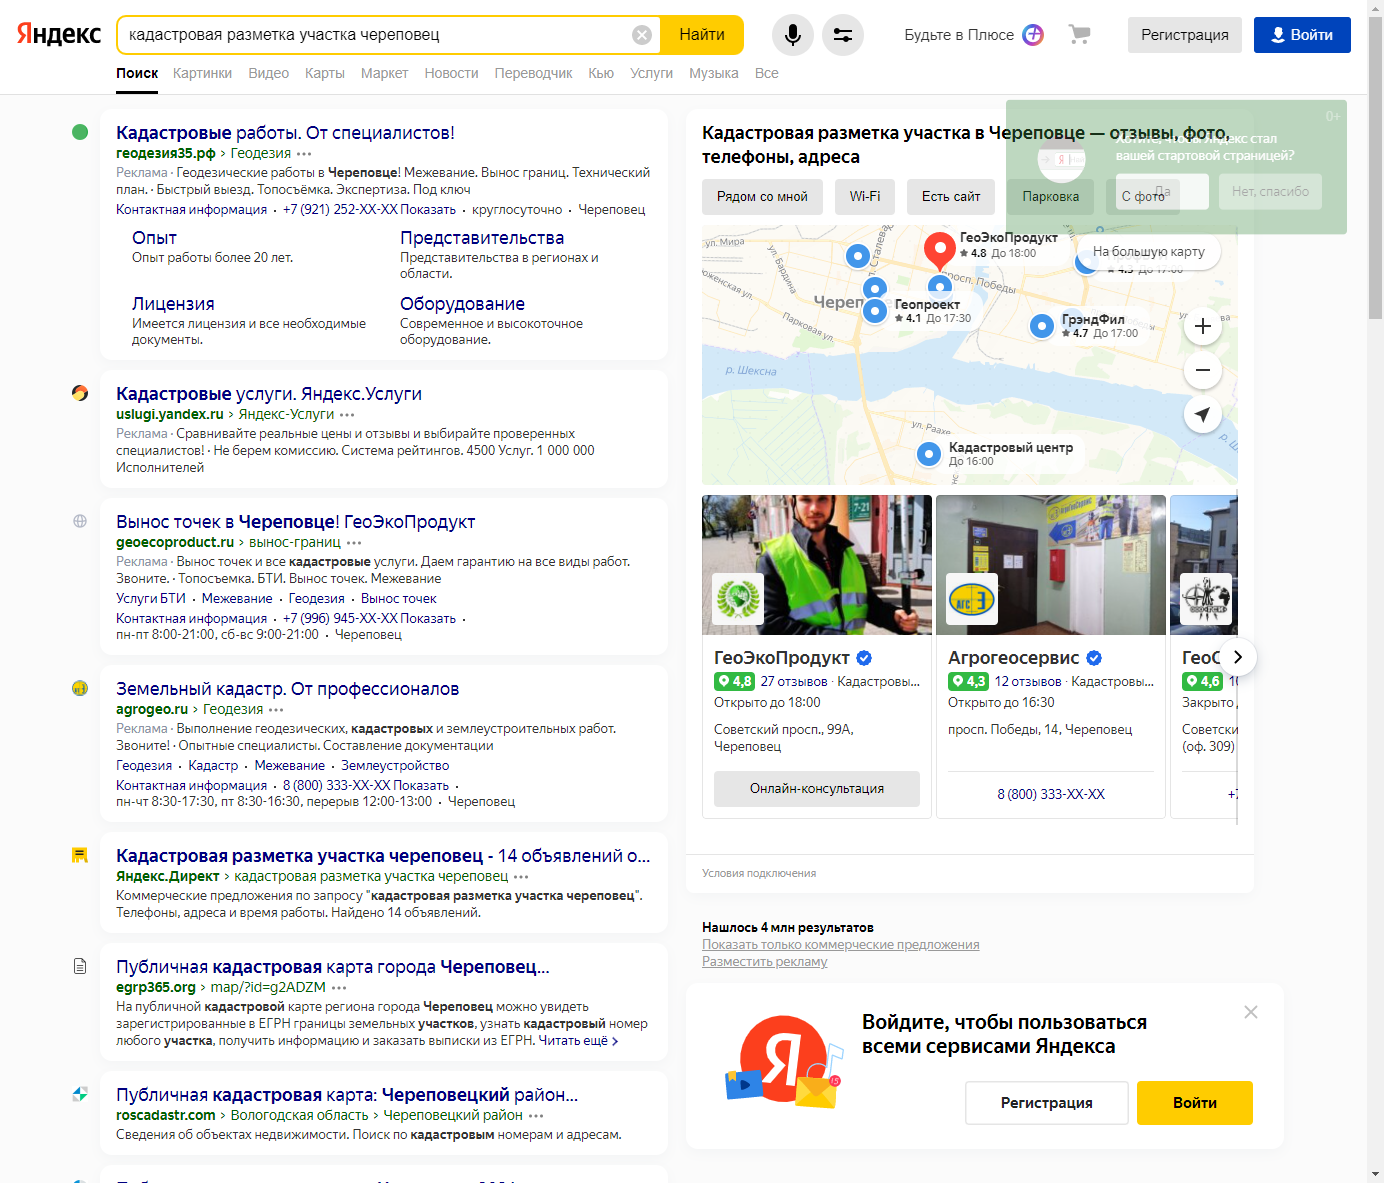 Яндекс
кадастровая разметка участка череповец
Найти
Будьте в Плюсе
Регистрация
Войти
Поиск Картинки Видео Карты Маркет Новости Переводчик Кью Услуги Музыка Все
Кадастровые работы. От специалистов!
геодезия35.рф › Геодезия
Реклама · Геодезические работы в Череповце! Межевание. Вынос границ. Технический
план. · Быстрый выезд. Топосъёмка. Экспертиза. Под ключ
Контактная информация · +7 (921) 252-XX-XX Показать · круглосуточно · Череповец
Опыт
Опыт работы более 20 лет.
Представительства
Представительства в регионах и
области.
Лицензия
Имеется лицензия и все необходимые
документы.
Оборудование
Современное и высокоточное
оборудование.
Кадастровые услуги. Яндекс.Услуги
uslugi.yandex.ru › Яндекс-Услуги
Реклама · Сравнивайте реальные цены и отзывы и выбирайте проверенных
специалистов! · Не берем комиссию. Система рейтингов. 4500 Услуг. 1 000 000
Исполнителей
Вынос точек в Череповце! ГеоЭкоПродукт
geoecoproduct.ru › вынос-границ
Реклама · Вынос точки и все кадастровые услуги. Даем гарантию на все виды работ.
Звоните. · Топосъемка. БТИ. Вынос точек. Межевание
Услуги БТИ · Межевание · Геодезия · Вынос точек
Контактная информация · +7 (996) 945-XX-XX Показать ·
пн-пт 8:00-21:00, сб-вс 9:00-21:00 · Череповец
Земельный кадастр. От профессионалов
agrogeo.ru › Геодезия
Реклама · Выполнение геодезических, кадастровых и землеустроительных работ.
Звоните! · Опытные специалисты. Составление документации
Геодезия · Кадастр · Межевание · Землеустройство
Контактная информация · 8 (800) 333-XX-XX Показать ·
пн-чт 8:30-17:30, пт 8:30-16:30, перерыв 12:00-13:00 · Череповец
Кадастровая разметка участка череповец - 14 объявлений о...
Яндекс.Директ › кадастровая разметка участка череповец
Коммерческие предложения по запросу "кадастровая разметка участка череповец".
Телефоны, адреса и время работы. Найдено 14 объявлений.
Публичная кадастровая карта города Череповец...
egrp365.org › map/?id=g2ADZM
На публичной кадастровой карте региона города Череповец можно увидеть
зарегистрированные в ЕГРН границы земельных участков, узнать кадастровый номер
любого участка, получить информацию и заказать выписки из ЕГРН. Читать ещё ›
Публичная кадастровая карта: Череповецкий район...
roscadastr.com › Вологодская область › Череповецкий район
Сведения об объектах недвижимости. Поиск по кадастровым номерам и адресам.
Кадастровая разметка участка в Череповце — отзывы, фото,
телефоны, адреса
0+
Хотите, чтобы Яндекс стал
вашей стартовой страницей?
Да
Нет, спасибо
Рядом со мной
Wi-Fi
Есть сайт
Парковка
С фото
ул. Мира
ул. Бардина
Парковая ул.
просп. Победы
р. Шексна
ул. Раахе
На большую карту
ГеоЭкоПродукт
4.8 До 18:00
Геопроект
4.1 До 17:30
ГрэндФил
4.7 До 17:00
Кадастровый центр
До 16:00
7-21
ГеоЭкоПродукт
4,8 27 отзывов · Кадастровы...
Открыто до 18:00
Советский просп., 99А,
Череповец
Онлайн-консультация
АГС
Агрогеосервис
4,3 12 отзывов · Кадастровы...
Открыто до 16:30
просп. Победы, 14, Череповец
8 (800) 333-XX-XX
4,6
(оф. 309)
Условия подключения
Нашлось 4 млн результатов
Показать только коммерческие предложения
Разместить рекламу
Я
15
Войдите, чтобы пользоваться
всеми сервисами Яндекса
Регистрация
Войти